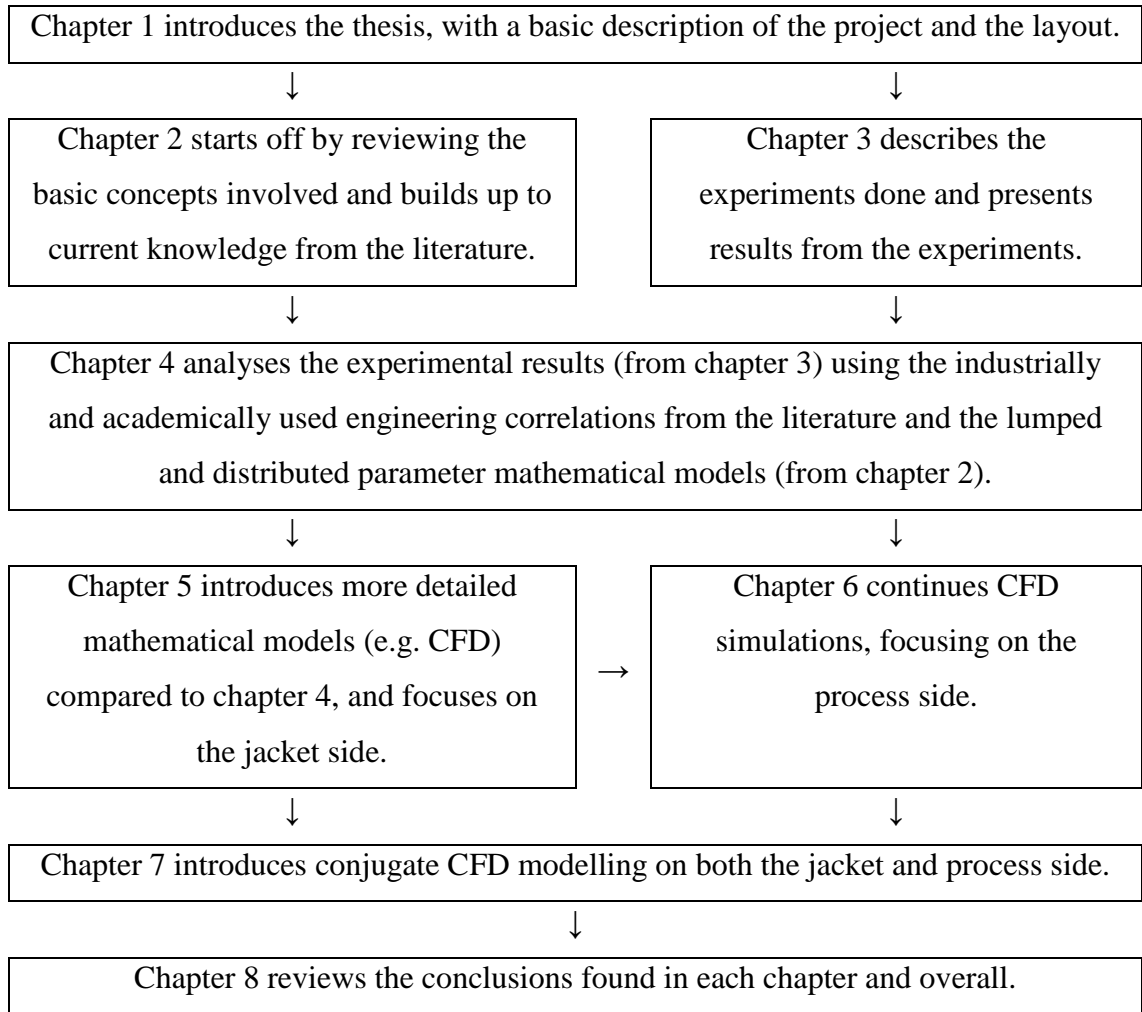 Chapter 1 introduces the thesis, with a basic description of the project and the layout.
↓ ↓
Chapter 2 starts off by reviewing the
basic concepts involved and builds up to
current knowledge from the literature.
Chapter 3 describes the
experiments done and presents
results from the experiments.
↓ ↓
Chapter 4 analyses the experimental results (from chapter 3) using the industrially
and academically used engineering correlations from the literature and the lumped
and distributed parameter mathematical models (from chapter 2).
↓ ↓
Chapter 5 introduces more detailed
mathematical models (e.g. CFD)
compared to chapter 4, and focuses on
the jacket side.
→
Chapter 6 continues CFD
simulations, focusing on the
process side.
↓ ↓
Chapter 7 introduces conjugate CFD modelling on both the jacket and process side.
↓
Chapter 8 reviews the conclusions found in each chapter and overall.